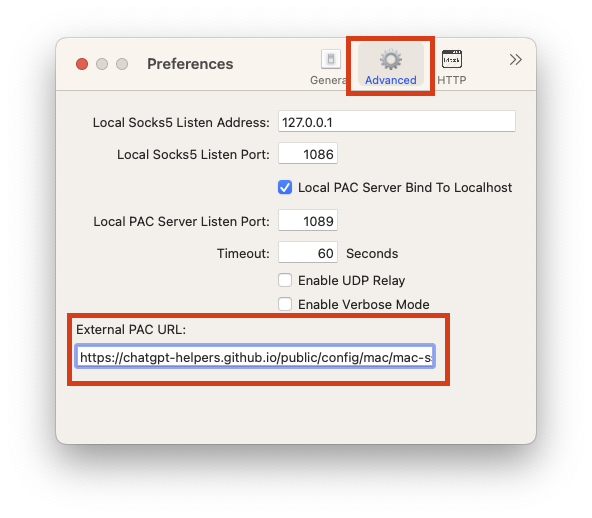 Preferences
General
Advanced
HTTP
Local Socks5 Listen Address: 127.0.0.1
Local Socks5 Listen Port: 1086
Local PAC Server Bind To Localhost
Local PAC Server Listen Port: 1089
Timeout: 60 Seconds
Enable UDP Relay
Enable Verbose Mode
External PAC URL:
https://chatgpt-helpers.github.io/public/config/mac/mac-s